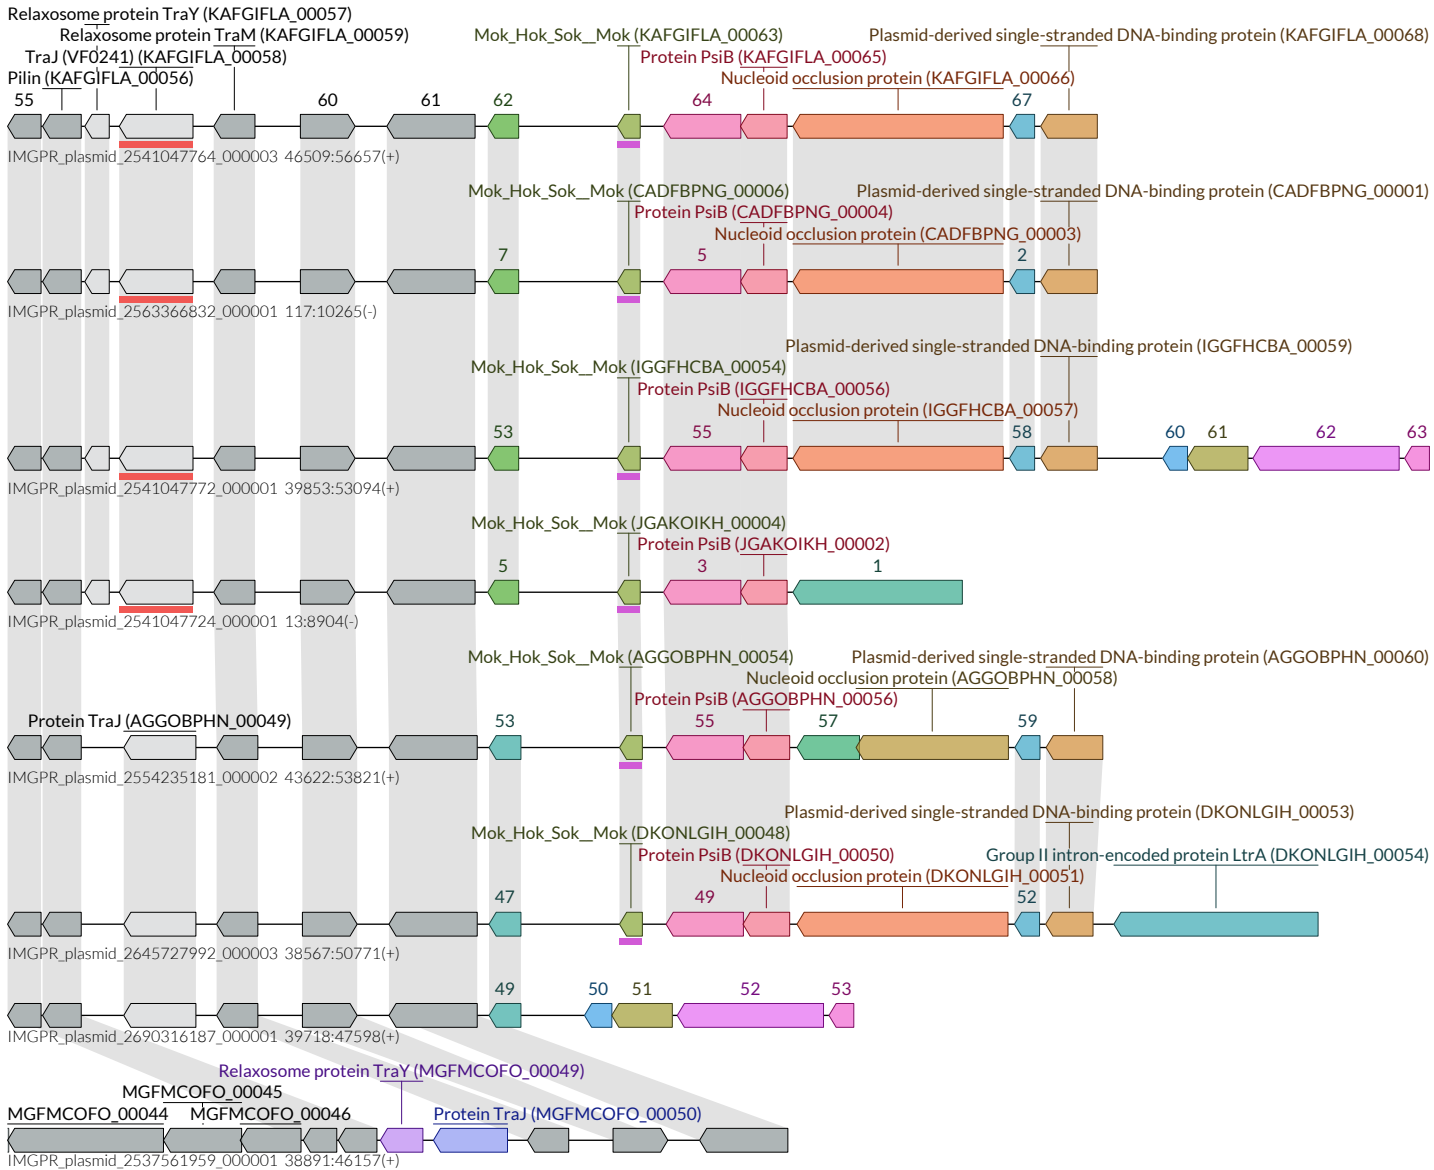 Relaxosome protein TraY (KAFGIFLA_00057)
Relaxosome protein TraM (KAFGIFLA_00059)
Mok_Hok_Sok__Mok (KAFGIFLA_00063)
Plasmid-derived single-stranded DNA-binding protein (KAFGIFLA_00068)
TraJ (VF0241) (KAFGIFLA_00058)
Protein PsiB (KAFGIFLA_00065)
Pilin (KAFGIFLA_00056)
Nucleoid occlusion protein (KAFGIFLA_00066)
55 60 61 62 64 67
IMGPR_plasmid_2541047764_000003 46509:56657(+)
Mok_Hok_Sok__Mok (CADFBPNG_00006)
Plasmid-derived single-stranded DNA-binding protein (CADFBPNG_00001)
Protein PsiB (CADFBPNG_00004)
Nucleoid occlusion protein (CADFBPNG_00003)
7 5 2
IMGPR_plasmid_2563366832_000001 117:10265(-)
Plasmid-derived single-stranded DNA-binding protein (IGGFHCBA_00059)
Mok_Hok_Sok__Mok (IGGFHCBA_00054)
Protein PsiB (IGGFHCBA_00056)
Nucleoid occlusion protein (IGGFHCBA_00057)
53 55 58 60 61 62 63
IMGPR_plasmid_2541047772_000001 39853:53094(+)
Mok_Hok_Sok__Mok (JGAKOIKH_00004)
Protein PsiB (JGAKOIKH_00002)
5 3 1
IMGPR_plasmid_2541047724_000001 13:8904(-)
Mok_Hok_Sok__Mok (AGGOBPHN_00054)
Plasmid-derived single-stranded DNA-binding protein (AGGOBPHN_00060)
Nucleoid occlusion protein (AGGOBPHN_00058)
Protein PsiB (AGGOBPHN_00056)
Protein TraJ (AGGOBPHN_00049)
53 55 57 59
IMGPR_plasmid_2554235181_000002 43622:53821(+)
Plasmid-derived single-stranded DNA-binding protein (DKONLGIH_00053)
Mok_Hok_Sok__Mok (DKONLGIH_00048)
Protein PsiB (DKONLGIH_00050)
Group II intron-encoded protein LtrA (DKONLGIH_00054)
Nucleoid occlusion protein (DKONLGIH_00051)
47 49 52
IMGPR_plasmid_2645727992_000003 38567:50771(+)
49 50 51 52 53
IMGPR_plasmid_2690316187_000001 39718:47598(+)
Relaxosome protein TraY (MGFMCOFO_00049)
MGFMCOFO_00045
MGFMCOFO_00044 MGFMCOFO_00046 Protein TraJ (MGFMCOFO_00050)
IMGPR_plasmid_2537561959_000001 38891:46157(+)